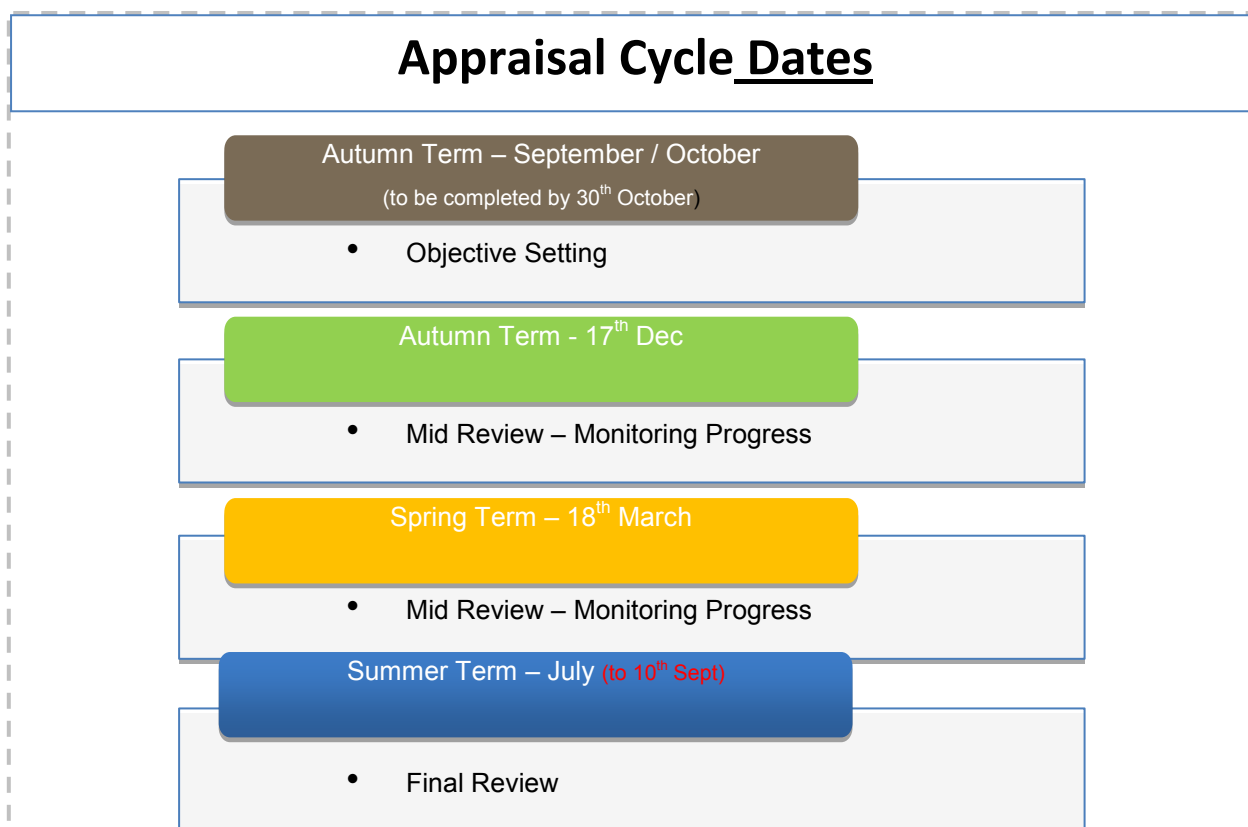 Appraisal Cycle Dates
Autumn Term – September / October
(to be completed by 30th October)
• Objective Setting
Autumn Term - 17th Dec
• Mid Review – Monitoring Progress
Spring Term – 18th March
• Mid Review – Monitoring Progress
Summer Term – July (to 10th Sept)
• Final Review